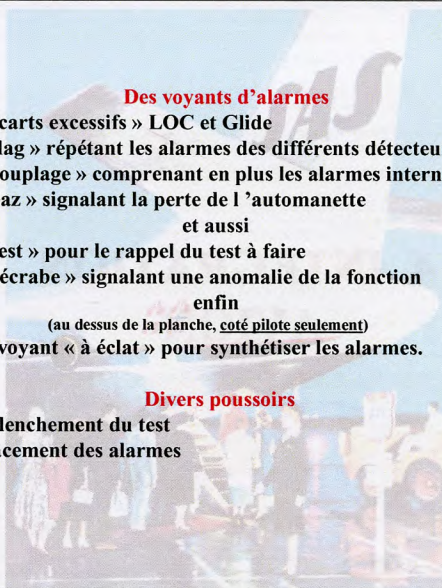 SAS
Des voyants d’alarmes
carts excessifs » LOC et Glide
lag » répétant les alarmes des différents détecteu
ouplage » comprenant en plus les alarmes intern
az » signalant la perte de l ’automanette
et aussi
est » pour le rappel du test à faire
écrabe » signalant une anomalie de la fonction
enfin
(au dessus de la planche, coté pilote seulement)
voyant « à éclat » pour synthétiser les alarmes.
Divers poussoirs
lenchement du test
acement des alarmes